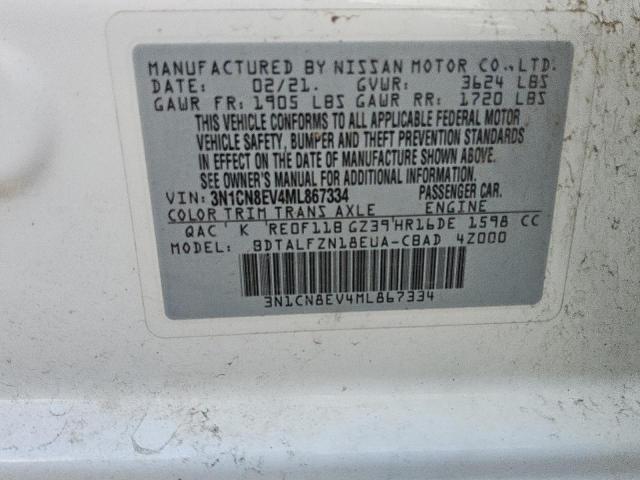 MANUFACTURED BY NISSAN MOTOR CO., LTD.
DATE: 02/21. GVWR: 3624 LBS
GAWR FR: 1905 LBS GAWR RR: 1720 LBS
THIS VEHICLE CONFORMS TO ALL APPLICABLE FEDERAL MOTOR
VEHICLE SAFETY, BUMPER AND THEFT PREVENTION STANDARDS
IN EFFECT ON THE DATE OF MANUFACTURE SHOWN ABOVE.
SEE OWNER'S MANUAL FOR ADDITIONAL INFORMATION.
VIN: 3N1CN8EV4ML867334 PASSENGER CAR.
COLOR TRIM TRANS AXLE ENGINE
QAC' K 'RE0F11B GZ39'HR16DE 1598 CC
MODEL: BDTALFZN18EUA-CBAD 4Z000
3N1CN8EV4ML867334